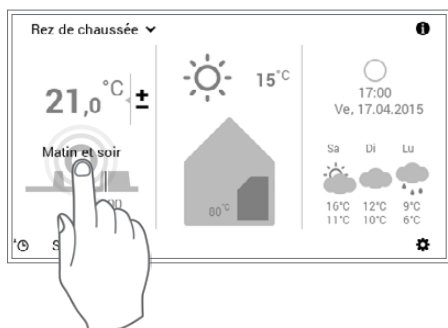 Rez de chaussée
21,0 °C ±
Matin et soir
15°C
80°C
17:00
Ve, 17.04.2015
Sa Di Lu
16°C 12°C 9°C
11°C 10°C 6°C